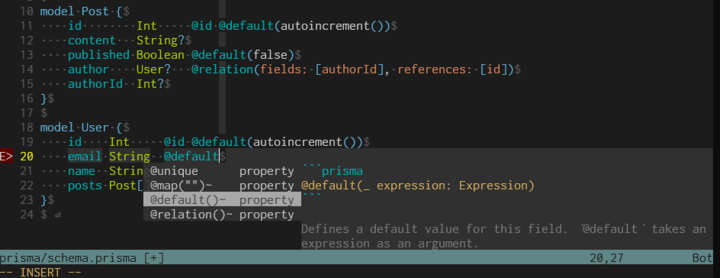 10 model Post {$
11 ····id········Int·····@id·@default(autoincrement())$
12 ····content···String?$
13 ····published·Boolean·@default(false)$
14 ····author····User?···@relation(fields:·[authorId],·references:·[id])$
15 ····authorId··Int?$
16 }$
17 $
18 model·User·{$
19 ····id····Int·····@id·@default(autoincrement())$
E> 20 ····email·String··@default$
21 ····name··Strin @unique property ```prisma
22 ····posts·Post[ @map("")~ property @default(_ expression: Expression)
23 }$ @default()~ property ```
24 $ ⏎ @relation()~ property
Defines a default value for this field. `@default`takes an
expression as an argument.
prisma/schema.prisma [+] 20,27 Bot
-- INSERT --